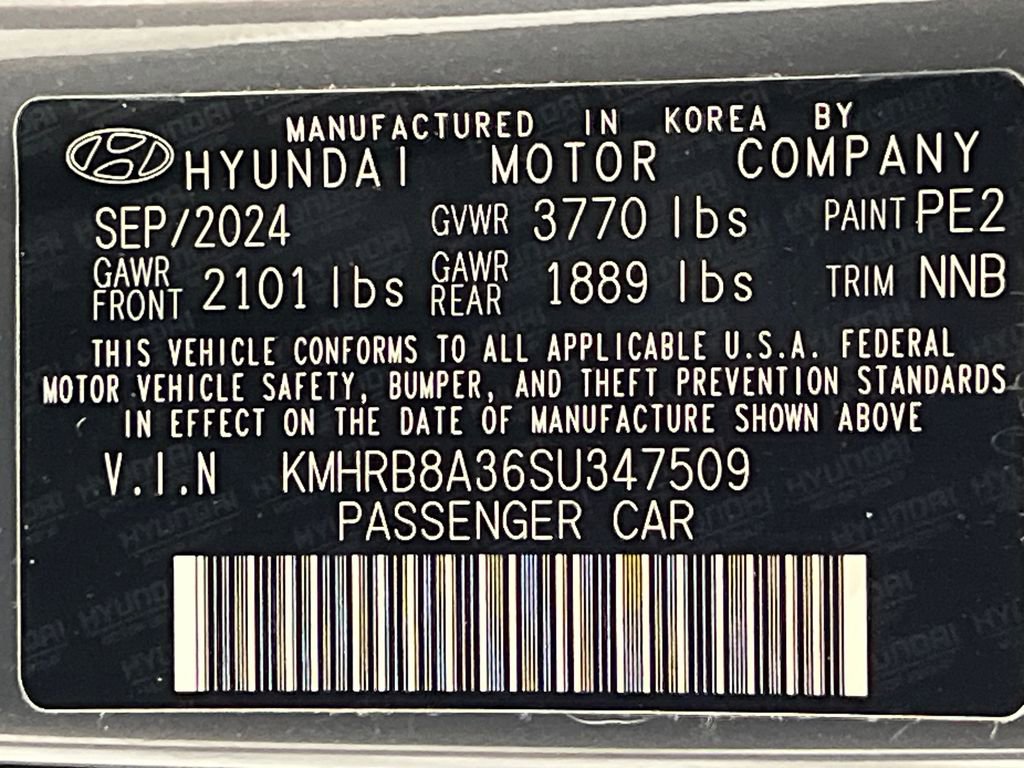 MANUFACTURED IN KOREA BY
HYUNDAI MOTOR COMPANY
SEP/2024 GVWR 3770 lbs PAINT PE2
GAWR FRONT 2101 lbs GAWR REAR 1889 lbs TRIM NNB
THIS VEHICLE CONFORMS TO ALL APPLICABLE U.S.A. FEDERAL
MOTOR VEHICLE SAFETY, BUMPER, AND THEFT PREVENTION STANDARDS
IN EFFECT ON THE DATE OF MANUFACTURE SHOWN ABOVE
V.I.N KMHRB8A36SU347509
PASSENGER CAR